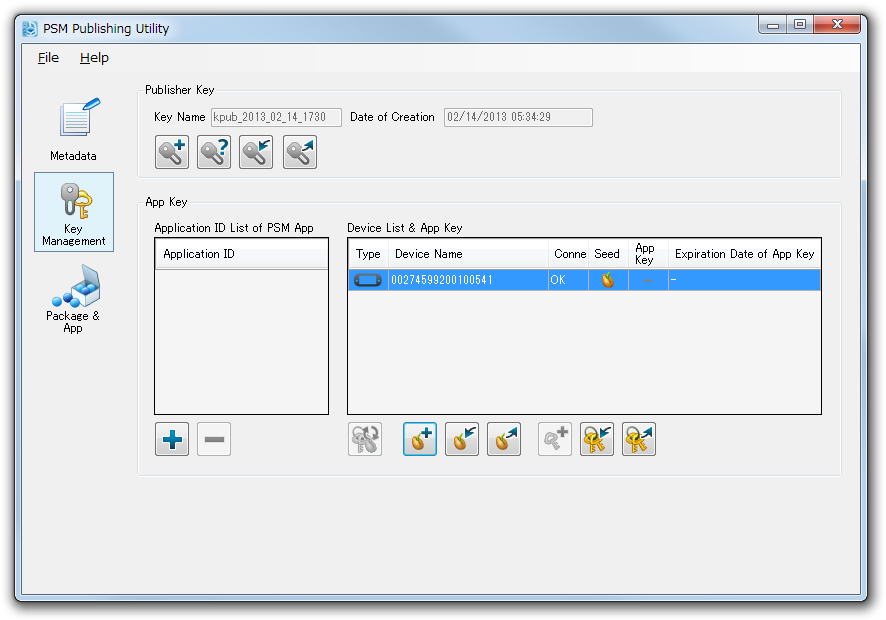 PSM Publishing Utility
File Help
Publisher Key
Key Name kpub_2013_02_14_1730 Date of Creation 02/14/2013 05:34:29
Metadata
App Key
Key
Management
Application ID List of PSM App Device List & App Key
Application ID Type Device Name Conne Seed App
Key Expiration Date of App Key
00274599200100541 OK — -
Package &
App